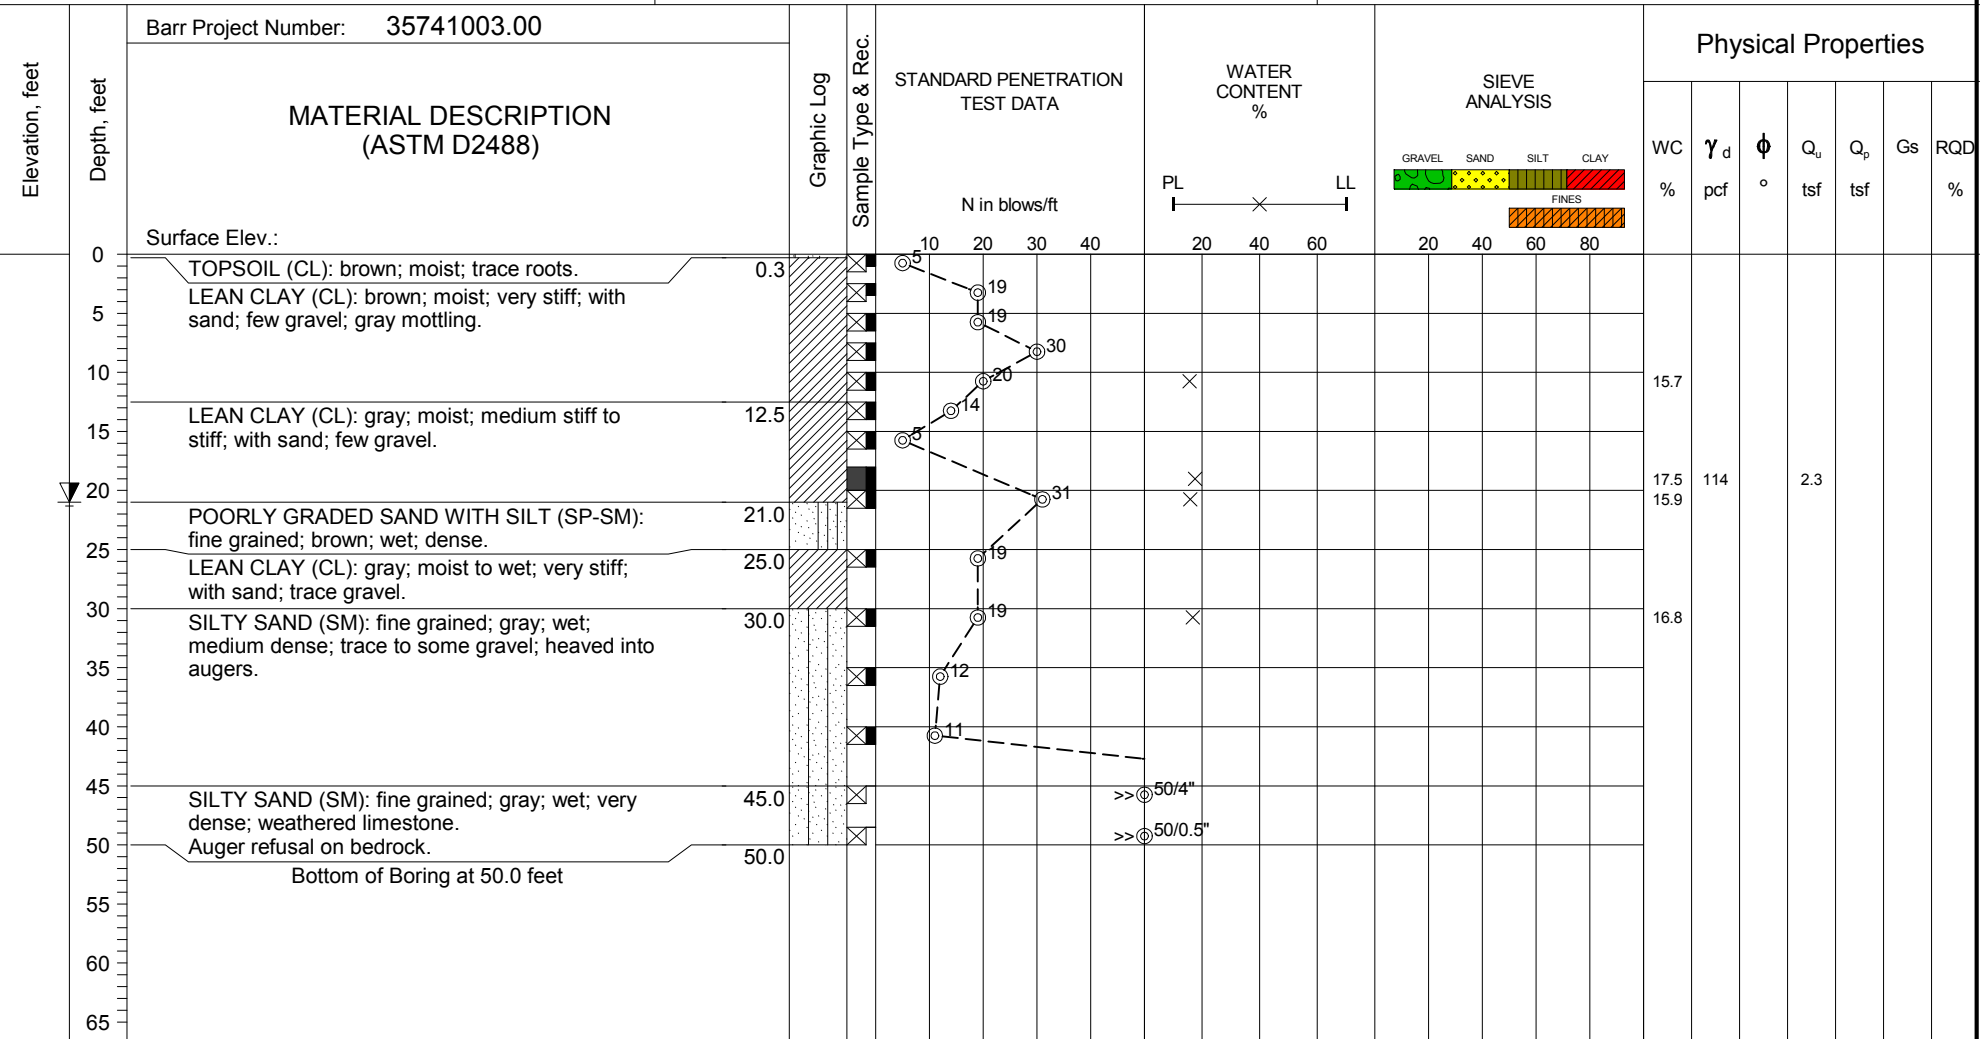 Barr Project Number: 35741003.00
Elevation, feet
Depth, feet
MATERIAL DESCRIPTION
(ASTM D2488)
Surface Elev.:
Graphic Log
Sample Type & Rec.
STANDARD PENETRATION
TEST DATA
N in blows/ft
10 20 30 40
WATER
CONTENT
%
PL LL
20 40 60
SIEVE
ANALYSIS
GRAVEL SAND SILT CLAY
FINES
20 40 60 80
Physical Properties
WC
%
γ d
pcf
ϕ
°
Qu
tsf
Qp
tsf
Gs
RQD
%
0
TOPSOIL (CL): brown; moist; trace roots. 0.3
5
LEAN CLAY (CL): brown; moist; very stiff; with
sand; few gravel; gray mottling.
19
5
19
30
10
20
15.7
LEAN CLAY (CL): gray; moist; medium stiff to 12.5
stiff; with sand; few gravel.
14
15
5
17.5 114 2.3
20
31
15.9
POORLY GRADED SAND WITH SILT (SP-SM): 21.0
fine grained; brown; wet; dense.
25
19
LEAN CLAY (CL): gray; moist to wet; very stiff; 25.0
with sand; trace gravel.
30
19
16.8
SILTY SAND (SM): fine grained; gray; wet; 30.0
medium dense; trace to some gravel; heaved into
augers.
35
12
40
11
45
50/4"
>>
SILTY SAND (SM): fine grained; gray; wet; very 45.0
dense; weathered limestone.
Auger refusal on bedrock.
>>
50/0.5"
50
50.0
Bottom of Boring at 50.0 feet
55
60
65